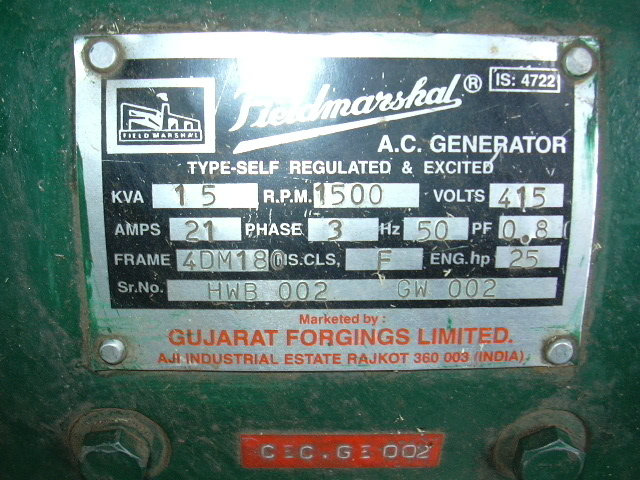 FIELDMARSHAL
Fieldmarshal ® IS: 4722
A.C. GENERATOR
TYPE-SELF REGULATED & EXCITED
KVA 15 R.P.M. 1500 VOLTS 415
AMPS 21 PHASE 3 Hz 50 PF 0.8 (
FRAME 4DM180 INS.CLS, F ENG.hp 25
Sr.No. HWB 002 GW 002
Marketed by :
GUJARAT FORGINGS LIMITED.
AJI INDUSTRIAL ESTATE RAJKOT 360 003 (INDIA)